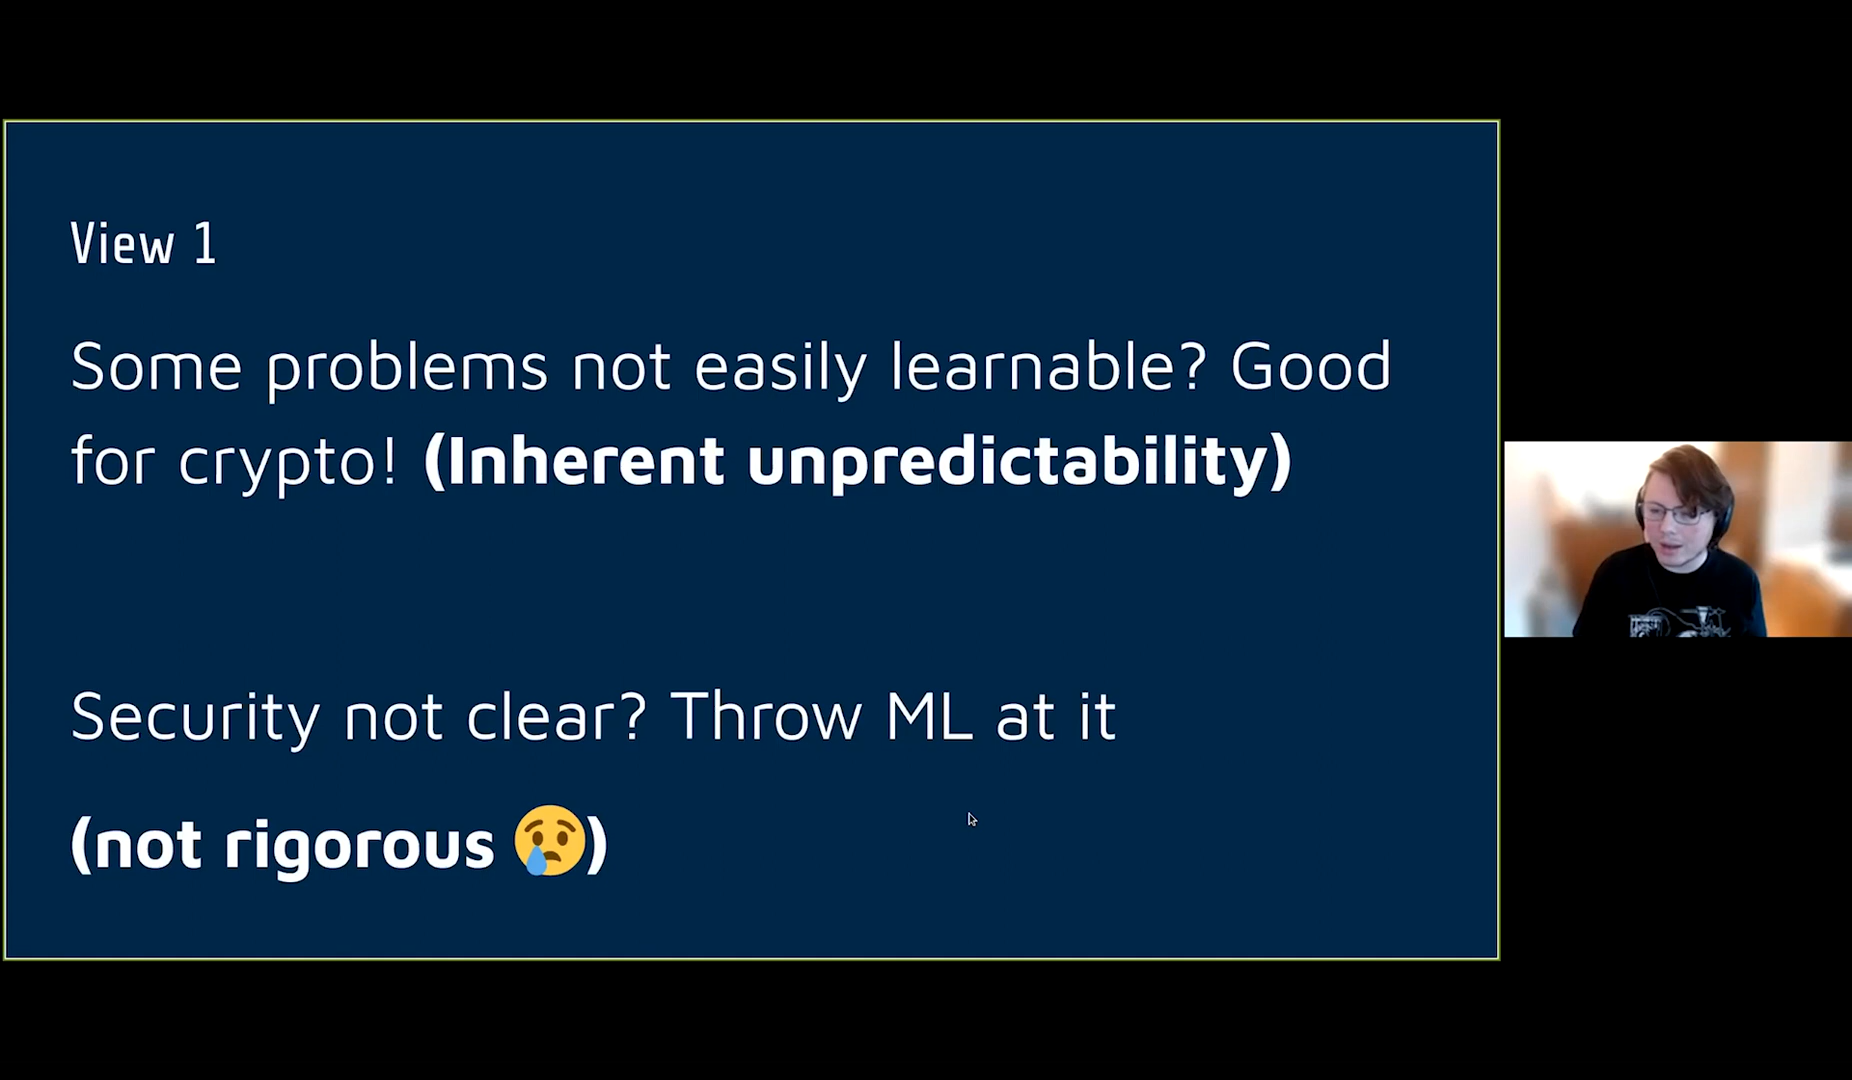 View 1
Some problems not easily learnable? Good
for crypto! (Inherent unpredictability)
Security not clear? Throw ML at it
(not rigorous 😢)